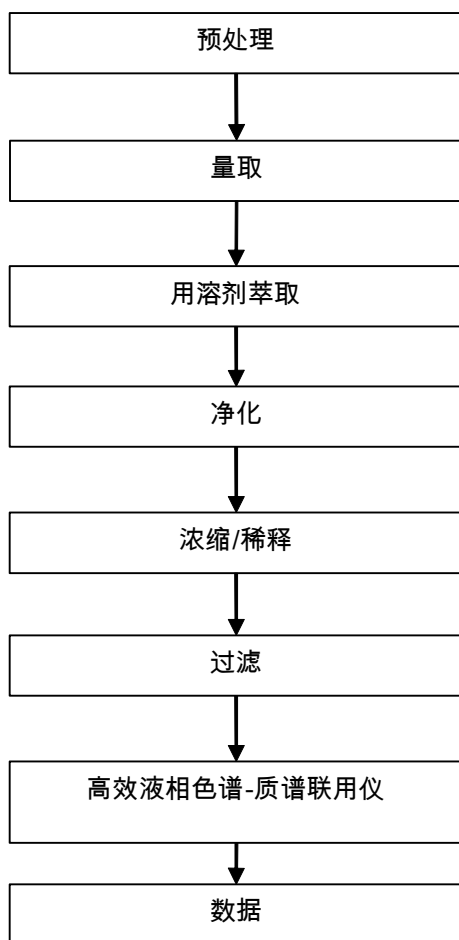 预处理
量取
用溶剂萃取
净化
浓缩/稀释
过滤
高效液相色谱-质谱联用仪
数据